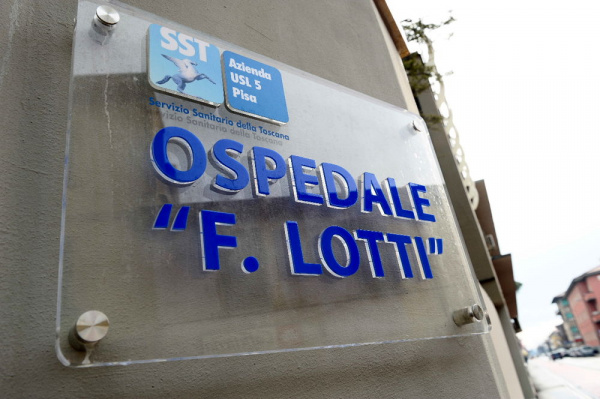 SST
Azienda
USL 5
Pisa
Servizio Sanitario della Toscana
OSPEDALE
“F. LOTTI”